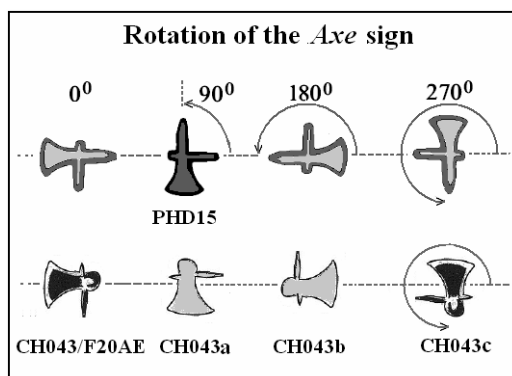 Rotation of the Axe sign
0⁰ 90⁰ 180⁰ 270⁰
PHD15
CH043/F20AE CH043a CH043b CH043c